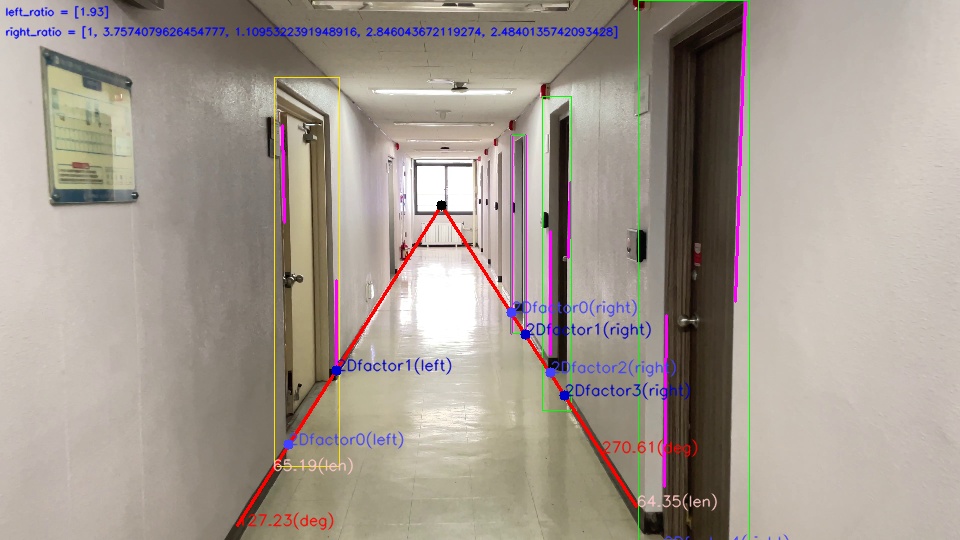 left_ratio = [1.93]
right_ratio = [1, 3.7574079626454777, 1.1095322391948916, 2.846043672119274, 2.4840135742093428]
2Dfactor0(right)
2Dfactor1(right)
2Dfactor1(left)
2Dfactor2(right)
2Dfactor3(right)
2Dfactor0(left)
270.61(deg)
65.19(len)
64.35(len)
27.23(deg)